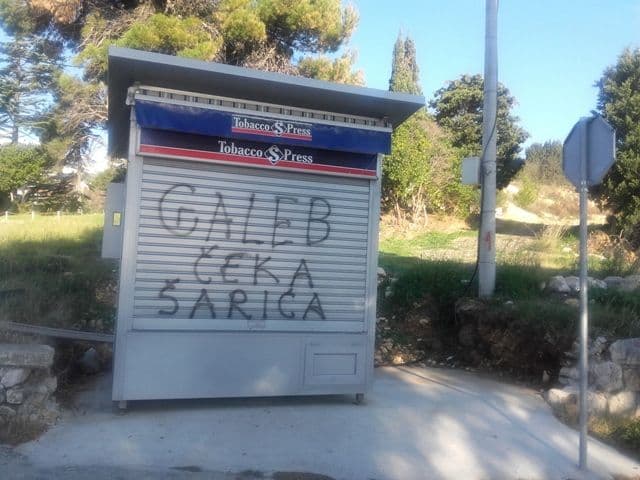 Tobacco S Press
Tobacco S Press
GALEB
ČEKA
ŠARIĆA